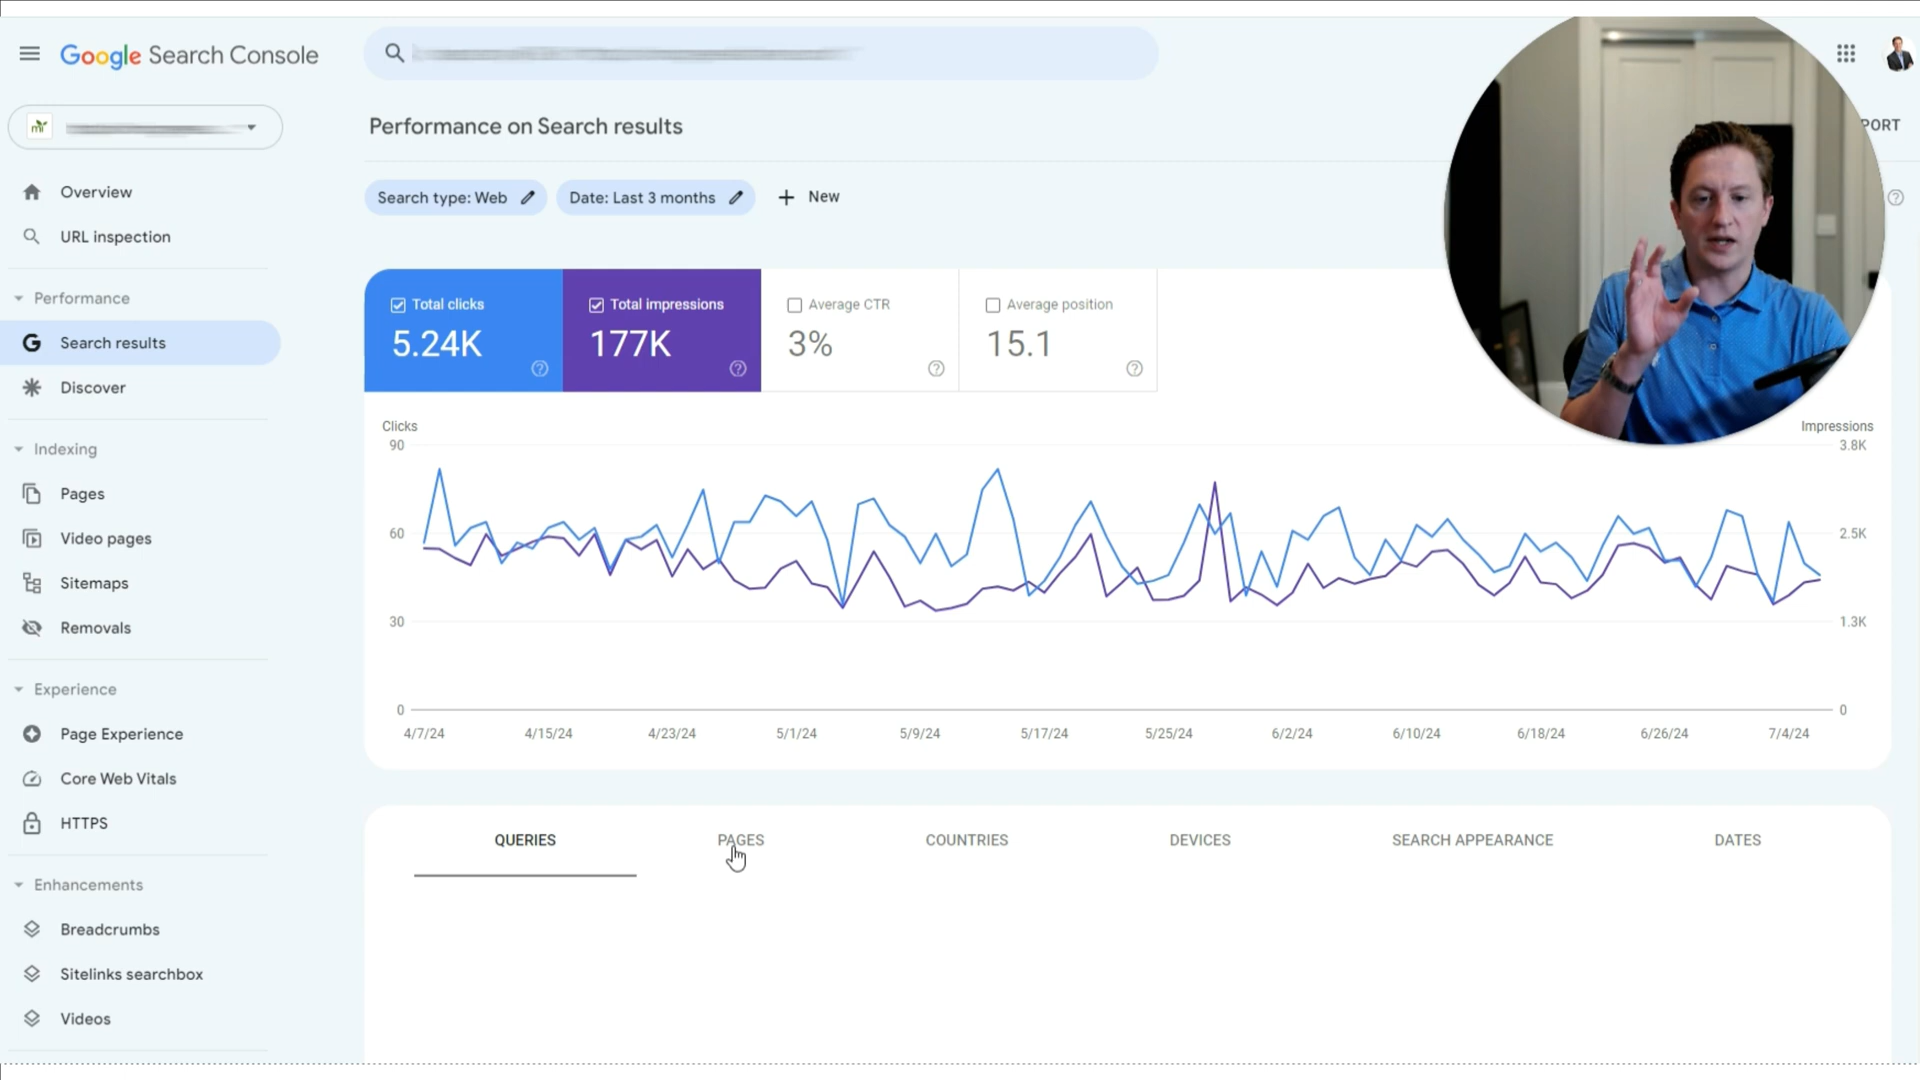 Google Search Console
PORT
mr
Overview
URL inspection
Performance
Search results
Discover
Indexing
Pages
Video pages
Sitemaps
Removals
Experience
Page Experience
Core Web Vitals
HTTPS
Enhancements
Breadcrumbs
Sitelinks searchbox
Videos
Performance on Search results
Search type: Web
Date: Last 3 months
+ New
Total clicks
5.24K
Total impressions
177K
Average CTR
3%
Average position
15.1
Clicks
Impressions
90
60
30
0
3.8K
2.5K
1.3K
0
4/7/24 4/15/24 4/23/24 5/1/24 5/9/24 5/17/24 5/25/24 6/2/24 6/10/24 6/18/24 6/26/24 7/4/24
QUERIES PAGES COUNTRIES DEVICES SEARCH APPEARANCE DATES